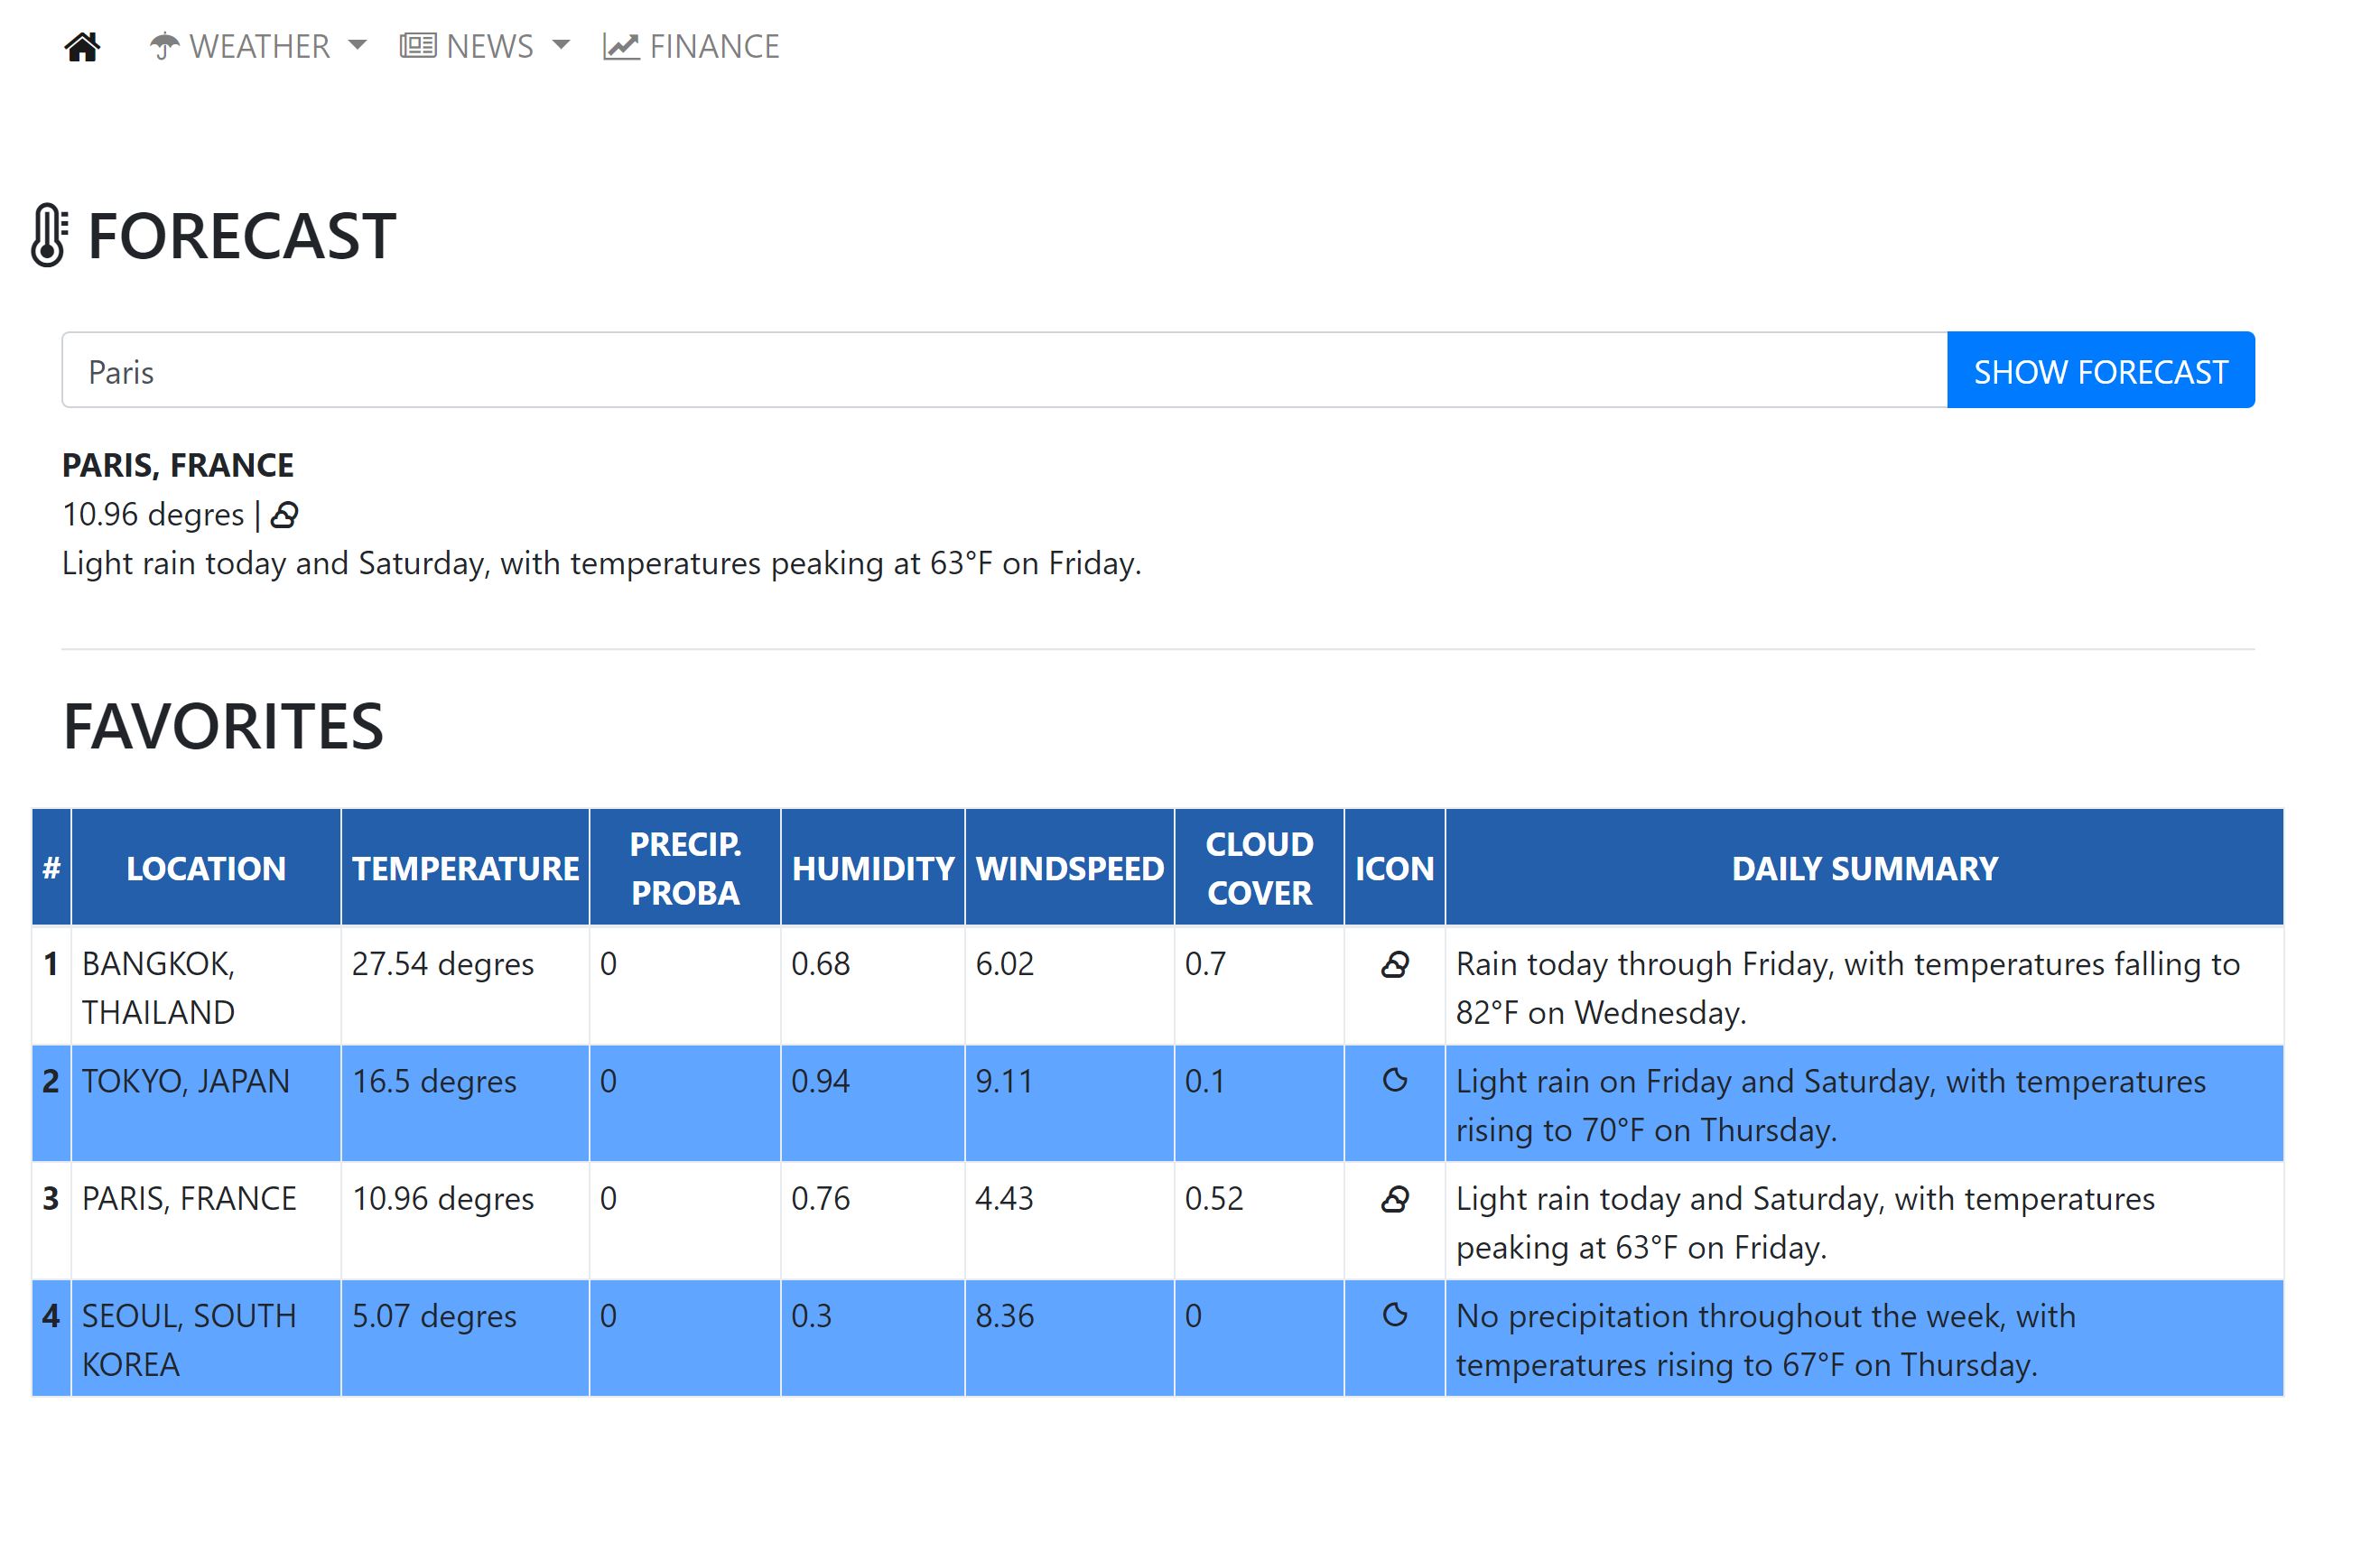 WEATHER NEWS FINANCE
FORECAST
Paris SHOW FORECAST
PARIS, FRANCE
10.96 degres |
Light rain today and Saturday, with temperatures peaking at 63°F on Friday.
FAVORITES
# LOCATION TEMPERATURE PRECIP. PROBA HUMIDITY WINDSPEED CLOUD COVER ICON DAILY SUMMARY
1 BANGKOK, THAILAND 27.54 degres 0 0.68 6.02 0.7 Rain today through Friday, with temperatures falling to 82°F on Wednesday.
2 TOKYO, JAPAN 16.5 degres 0 0.94 9.11 0.1 Light rain on Friday and Saturday, with temperatures rising to 70°F on Thursday.
3 PARIS, FRANCE 10.96 degres 0 0.76 4.43 0.52 Light rain today and Saturday, with temperatures peaking at 63°F on Friday.
4 SEOUL, SOUTH KOREA 5.07 degres 0 0.3 8.36 0 No precipitation throughout the week, with temperatures rising to 67°F on Thursday.